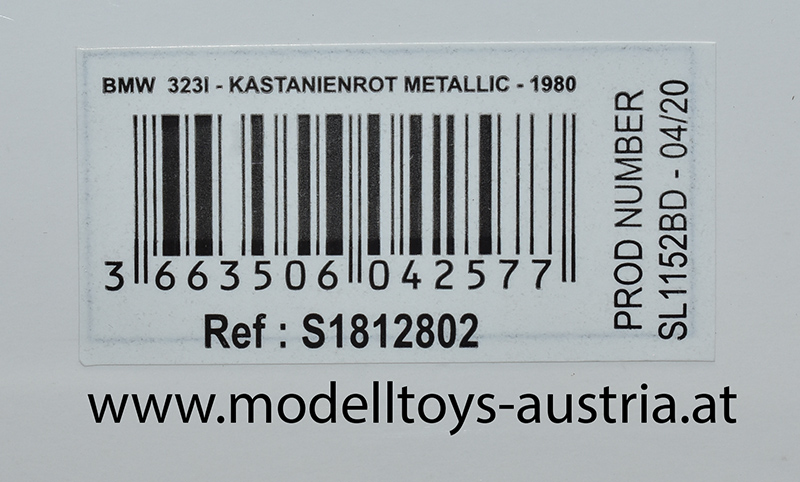 BMW 323I - KASTANIENROT METALLIC - 1980
3 663506 042577
Ref : S1812802
PROD NUMBER
SL1152BD - 04/20
www.modelltoys-austria.at